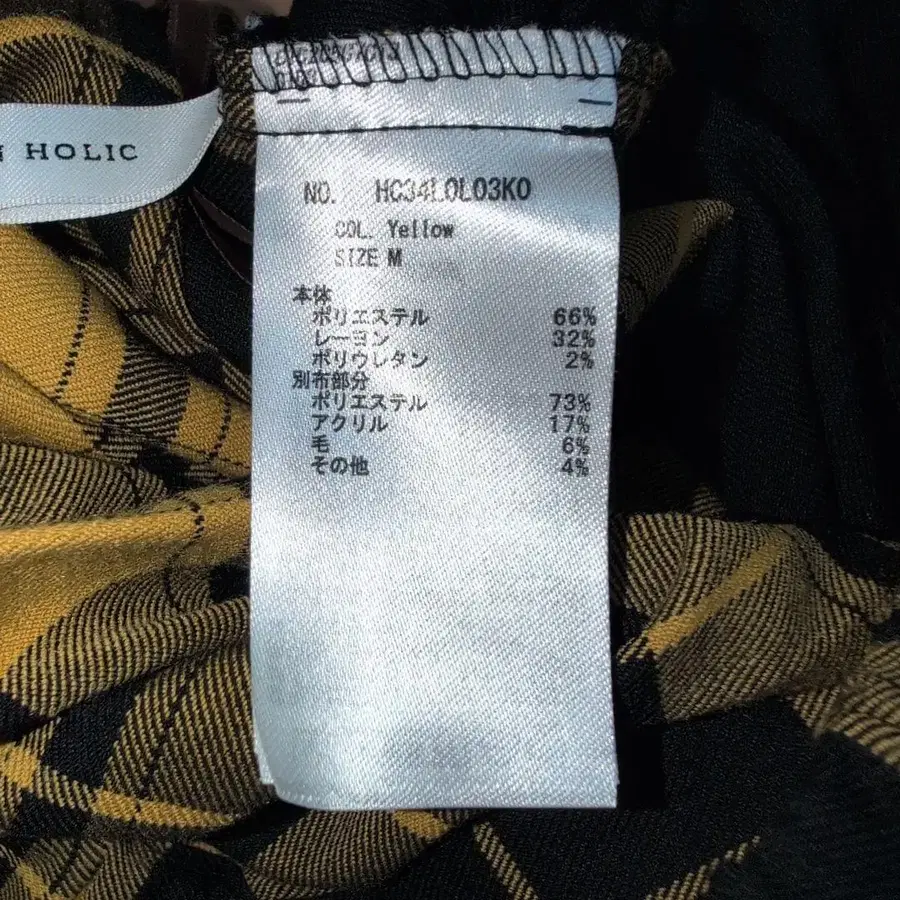 HOLIC
NO. HC34L0L03K0
COL. Yellow
SIZE M
本体
ポリエステル 66%
レーヨン 32%
ポリウレタン 2%
別布部分
ポリエステル 73%
アクリル 17%
毛 6%
その他 4%